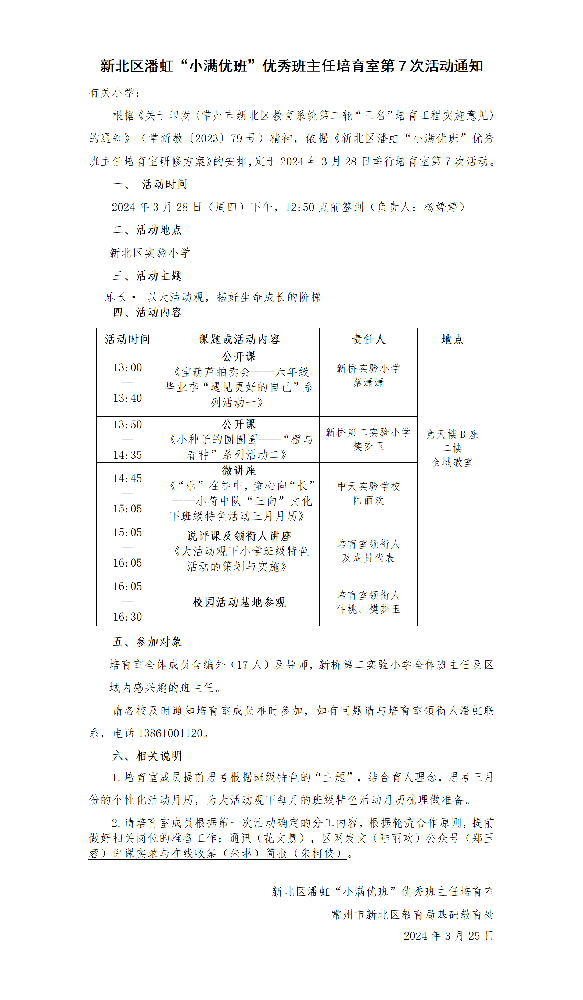 新北区潘虹“小满优班”优秀班主任培育室第 7 次活动通知
有关小学：
根据《关于印发〈常州市新北区教育系统第二轮“三名”培育工程实施意见〉
的通知》（常新教〔2023〕79 号）精神，依据《新北区潘虹“小满优班”优秀
班主任培育室研修方案》的安排，定于 2024 年 3 月 28 日举行培育室第 7 次活动。
一、 活动时间
2024 年 3 月 28 日（周四）下午，12:50 点前签到（负责人：杨婷婷）
二、活动地点
新北区实验小学
三、活动主题
乐长· 以大活动观，搭好生命成长的阶梯
四、活动内容
活动时间 课题或活动内容 责任人 地点
13:00
—
13:40
公开课
《宝葫芦拍卖会——六年级
毕业季“遇见更好的自己”系
列活动一》
新桥实验小学
蔡潇潇
13:50
—
14:35
公开课
《小种子的圆圈圈——“橙与
春种”系列活动二》
新桥第二实验小学
樊梦玉
竞天楼 B 座
二楼
全域教室
14:45
—
15:05
微讲座
《“乐”在学中，童心向“长”
——小荷中队“三向”文化
下班级特色活动三月月历》
中天实验学校
陆丽欢
15:05
—
16:05
说评课及领衔人讲座
《大活动观下小学班级特色
活动的策划与实施》
培育室领衔人
及成员代表
16:05
—
16:30
校园活动基地参观
培育室领衔人
仲桃、樊梦玉
五、参加对象
培育室全体成员含编外（17 人）及导师，新桥第二实验小学全体班主任及区
域内感兴趣的班主任。
请各校及时通知培育室成员准时参加，如有问题请与培育室领衔人潘虹联
系，电话 13861001120。
六、相关说明
1.培育室成员提前思考根据班级特色的“主题”，结合育人理念，思考三月
份的个性化活动月历，为大活动观下每月的班级特色活动月历梳理做准备。
2.请培育室成员根据第一次活动确定的分工内容，根据轮流合作原则，提前
做好相关岗位的准备工作：通讯（花文慧），区网发文（陆丽欢）公众号（郑玉
蓉）评课实录与在线收集（朱琳）简报（朱柯侠）。
新北区潘虹“小满优班”优秀班主任培育室
常州市新北区教育局基础教育处
2024 年 3 月 25 日